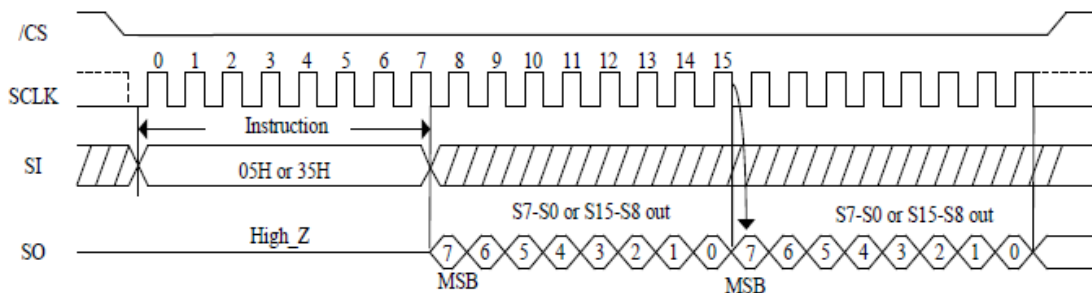 /CS
0 1 2 3 4 5 6 7 8 9 10 11 12 13 14 15
SCLK
Instruction
SI
05H or 35H
S7-S0 or S15-S8 out S7-S0 or S15-S8 out
High_Z
SO
7 6 5 4 3 2 1 0 7 6 5 4 3 2 1 0
MSB MSB